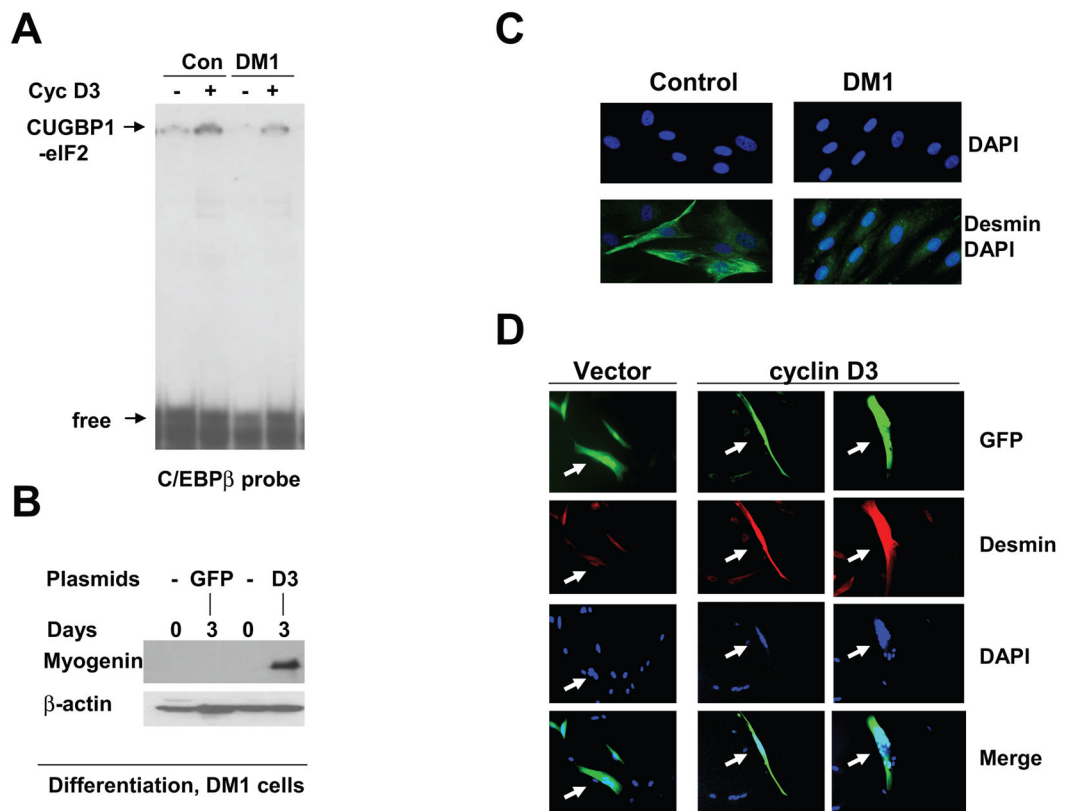 A
Con DM1
Cyc D3 - + - +
CUGBP1
-eIF2
free
C/EBPβ probe
B
Plasmids - GFP - D3
Days 0 3 0 3
Myogenin
β-actin
Differentiation, DM1 cells
C
Control DM1
DAPI
Desmin
DAPI
D
Vector cyclin D3
GFP
Desmin
DAPI
Merge